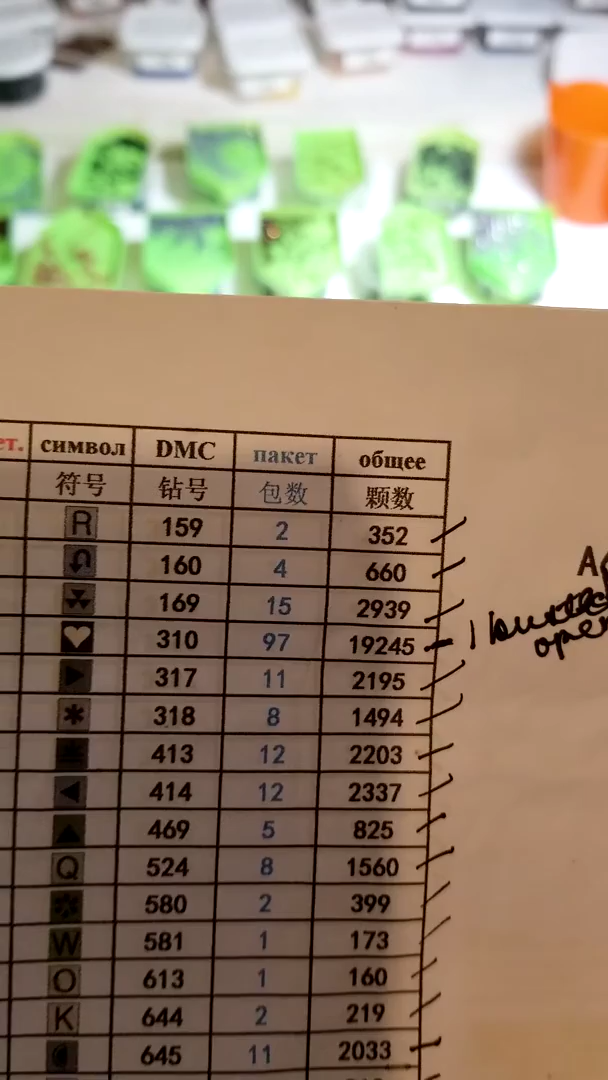 ет. символ DMC пакет общее
符号 钻号 包数 颗数
R 159 2 352
160 4 660
169 15 2939
310 97 19245 1
317 11 2195
318 8 1494
413 12 2203
414 12 2337
469 5 825
Q 524 8 1560
580 2 399
W 581 1 173
O 613 1 160
K 644 2 219
645 11 2033